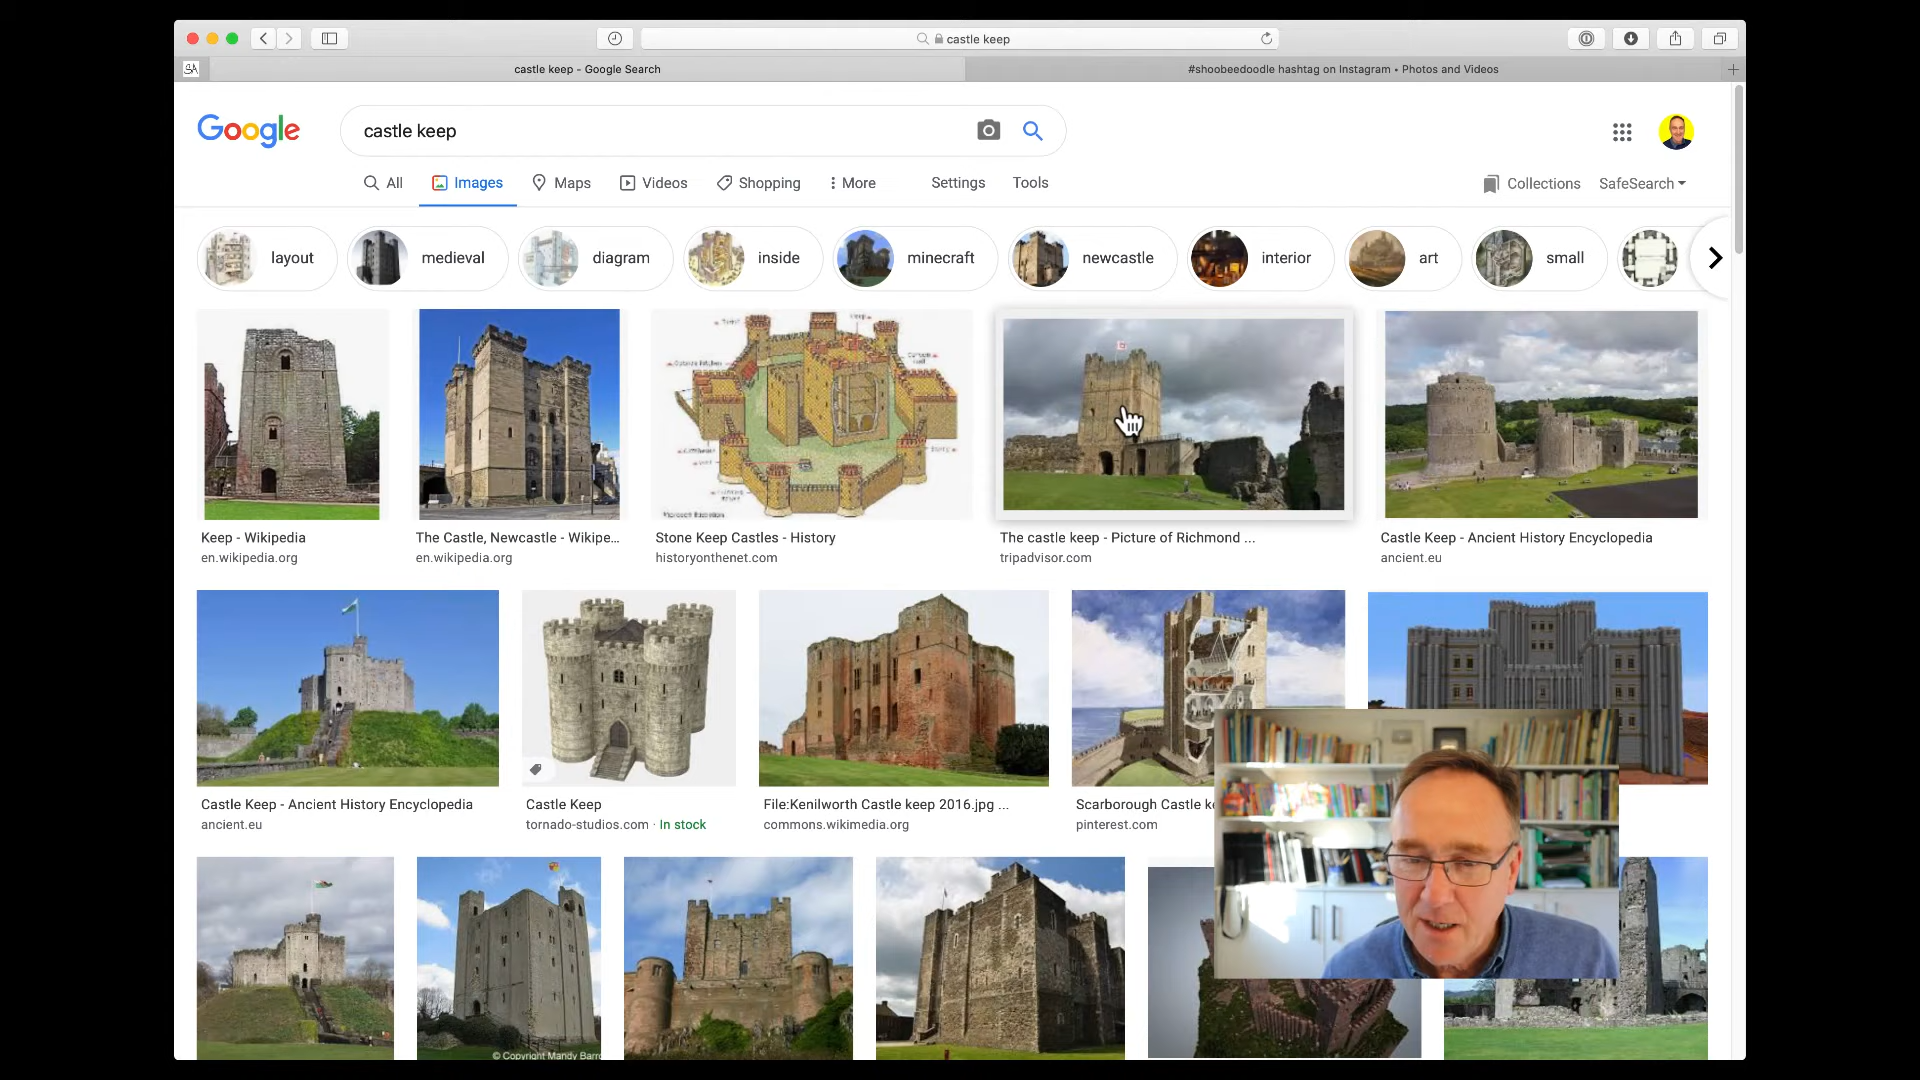 castle keep
castle keep - Google Search
#shoobeedoodle hashtag on Instagram • Photos and Videos
Google
castle keep
All
Images
Maps
Videos
Shopping
More
Settings
Tools
Collections
SafeSearch
layout
medieval
diagram
inside
minecraft
newcastle
interior
art
small
Keep - Wikipedia
en.wikipedia.org
The Castle, Newcastle - Wikipe...
en.wikipedia.org
Stone Keep Castles - History
historyonthenet.com
The castle keep - Picture of Richmond ...
tripadvisor.com
Castle Keep - Ancient History Encyclopedia
ancient.eu
Castle Keep - Ancient History Encyclopedia
ancient.eu
Castle Keep
tornado-studios.com · In stock
File:Kenilworth Castle keep 2016.jpg ...
commons.wikimedia.org
Scarborough Castle
pinterest.com
© Copyright Mandy